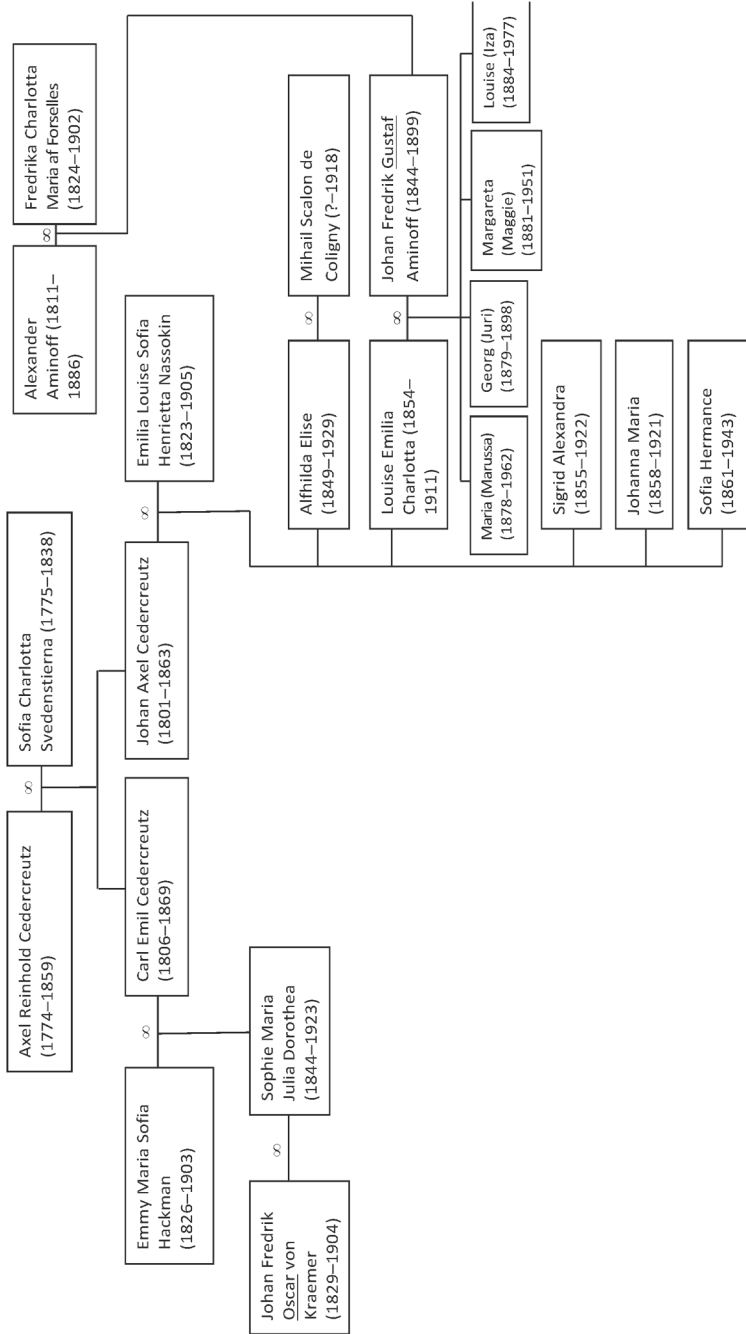 Axel Reinhold Cedercreutz
(1774–1859)
∞
Sofia Charlotta
Svedenstierna (1775–1838)
Alexander
Aminoff (1811–
1886)
∞
Fredrika Charlotta
Maria af Forselles
(1824–1902)
Emmy Maria Sofia
Hackman
(1826–1903)
∞
Carl Emil Cedercreutz
(1806–1869)
Johan Axel Cedercreutz
(1801–1863)
∞
Emilia Louise Sofia
Henrietta Nassokin
(1823–1905)
Johan Fredrik
Oscar von
Kraemer
(1829–1904)
∞
Sophie Maria
Julia Dorothea
(1844–1923)
Alfhilda Elise
(1849–1929)
∞
Mihail Scalon de
Coligny (?–1918)
Louise Emilia
Charlotta (1854–
1911)
∞
Johan Fredrik Gustaf
Aminoff (1844–1899)
Maria (Marussa)
(1878–1962)
Georg (Juri)
(1879–1898)
Margareta
(Maggie)
(1881–1951)
Louise (Iza)
(1884–1977)
Sigrid Alexandra
(1855–1922)
Johanna Maria
(1858–1921)
Sofia Hermance
(1861–1943)